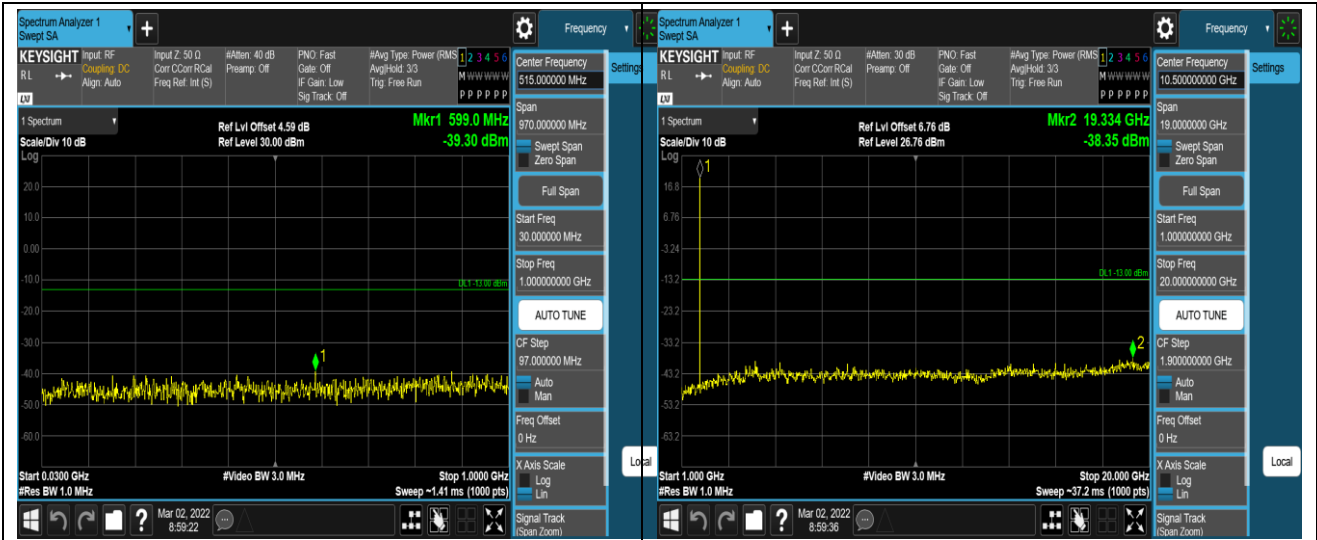 Spectrum Analyzer 1
Swept SA
+
Frequency
KEYSIGHT
RL
LXI
Input: RF
Coupling: DC
Align: Auto
Input Z: 50 Ω
Corr CCorr RCal
Freq Ref: Int (S)
#Atten: 40 dB
Preamp: Off
PNO: Fast
Gate: Off
IF Gain: Low
Sig Track: Off
#Avg Type: Power (RMS
Avg|Hold: 3/3
Trig: Free Run
1 2 3 4 5 6
M W W W W W
P P P P P P
1 Spectrum
Scale/Div 10 dB
Ref Lvl Offset 4.59 dB
Ref Level 30.00 dBm
Mkr1 599.0 MHz
-39.30 dBm
Log
20.0
10.0
0.00
-10.0
-20.0
-30.0
-40.0
-50.0
-60.0
DL1 -13.00 dBm
1
Start 0.0300 GHz
#Res BW 1.0 MHz
#Video BW 3.0 MHz
Stop 1.0000 GHz
Sweep ~1.41 ms (1000 pts)
Center Frequency
515.000000 MHz
Settings
Span
970.000000 MHz
Swept Span
Zero Span
Full Span
Start Freq
30.000000 MHz
Stop Freq
1.000000000 GHz
AUTO TUNE
CF Step
97.000000 MHz
Auto
Man
Freq Offset
0 Hz
X Axis Scale
Log
Lin
Local
Signal Track
(Span Zoom)
?
Mar 02, 2022
8:59:22
Spectrum Analyzer 1
Swept SA
+
Frequency
KEYSIGHT
RL
LXI
Input: RF
Coupling: DC
Align: Auto
Input Z: 50 Ω
Corr CCorr RCal
Freq Ref: Int (S)
#Atten: 30 dB
Preamp: Off
PNO: Fast
Gate: Off
IF Gain: Low
Sig Track: Off
#Avg Type: Power (RMS
Avg|Hold: 3/3
Trig: Free Run
1 2 3 4 5 6
M W W W W W
P P P P P P
1 Spectrum
Scale/Div 10 dB
Ref Lvl Offset 6.76 dB
Ref Level 26.76 dBm
Mkr2 19.334 GHz
-38.35 dBm
Log
1
16.8
6.76
-3.24
-13.2
-23.2
-33.2
-43.2
-53.2
-63.2
DL1 -13.00 dBm
2
Start 1.000 GHz
#Res BW 1.0 MHz
#Video BW 3.0 MHz
Stop 20.000 GHz
Sweep ~37.2 ms (1000 pts)
Center Frequency
10.500000000 GHz
Settings
Span
19.0000000 GHz
Swept Span
Zero Span
Full Span
Start Freq
1.000000000 GHz
Stop Freq
20.000000000 GHz
AUTO TUNE
CF Step
1.900000000 GHz
Auto
Man
Freq Offset
0 Hz
X Axis Scale
Log
Lin
Local
Signal Track
(Span Zoom)
?
Mar 02, 2022
8:59:36